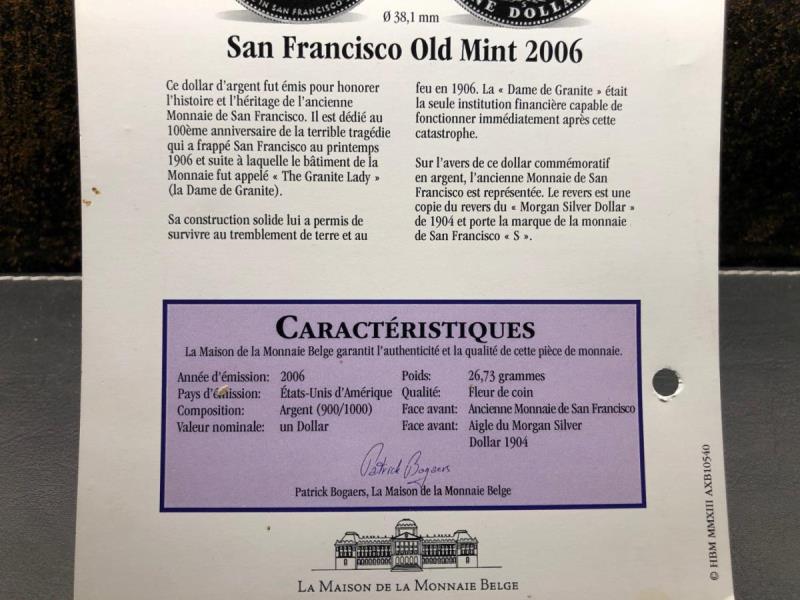 IN SAN FRANCISCO
NE DOLLA
Ø 38,1 mm
San Francisco Old Mint 2006
Ce dollar d'argent fut émis pour honorer
l'histoire et l'héritage de l'ancienne
Monnaie de San Francisco. Il est dédié au
100ème anniversaire de la terrible tragédie
qui a frappé San Francisco au printemps
1906 et suite à laquelle le bâtiment de la
Monnaie fut appelé « The Granite Lady »
(la Dame de Granite).
Sa construction solide lui a permis de
survivre au tremblement de terre et au
feu en 1906. La « Dame de Granite » était
la seule institution financière capable de
fonctionner immédiatement après cette
catastrophe.
Sur l'avers de ce dollar commémoratif
en argent, l'ancienne Monnaie de San
Francisco est représentée. Le revers est une
copie du revers du « Morgan Silver Dollar »
de 1904 et porte la marque de la monnaie
de San Francisco « S ».
CARACTÉRISTIQUES
La Maison de la Monnaie Belge garantit l'authenticité et la qualité de cette pièce de monnaie.
Année d'émission: 2006
Pays d'émission: États-Unis d'Amérique
Composition: Argent (900/1000)
Valeur nominale: un Dollar
Poids: 26,73 grammes
Qualité: Fleur de coin
Face avant: Ancienne Monnaie de San Francisco
Face avant: Aigle du Morgan Silver
Dollar 1904
Patrick Bogaers
Patrick Bogaers, La Maison de la Monnaie Belge
LA MAISON DE LA MONNAIE BELGE
© HBM MMXIII AXB10540